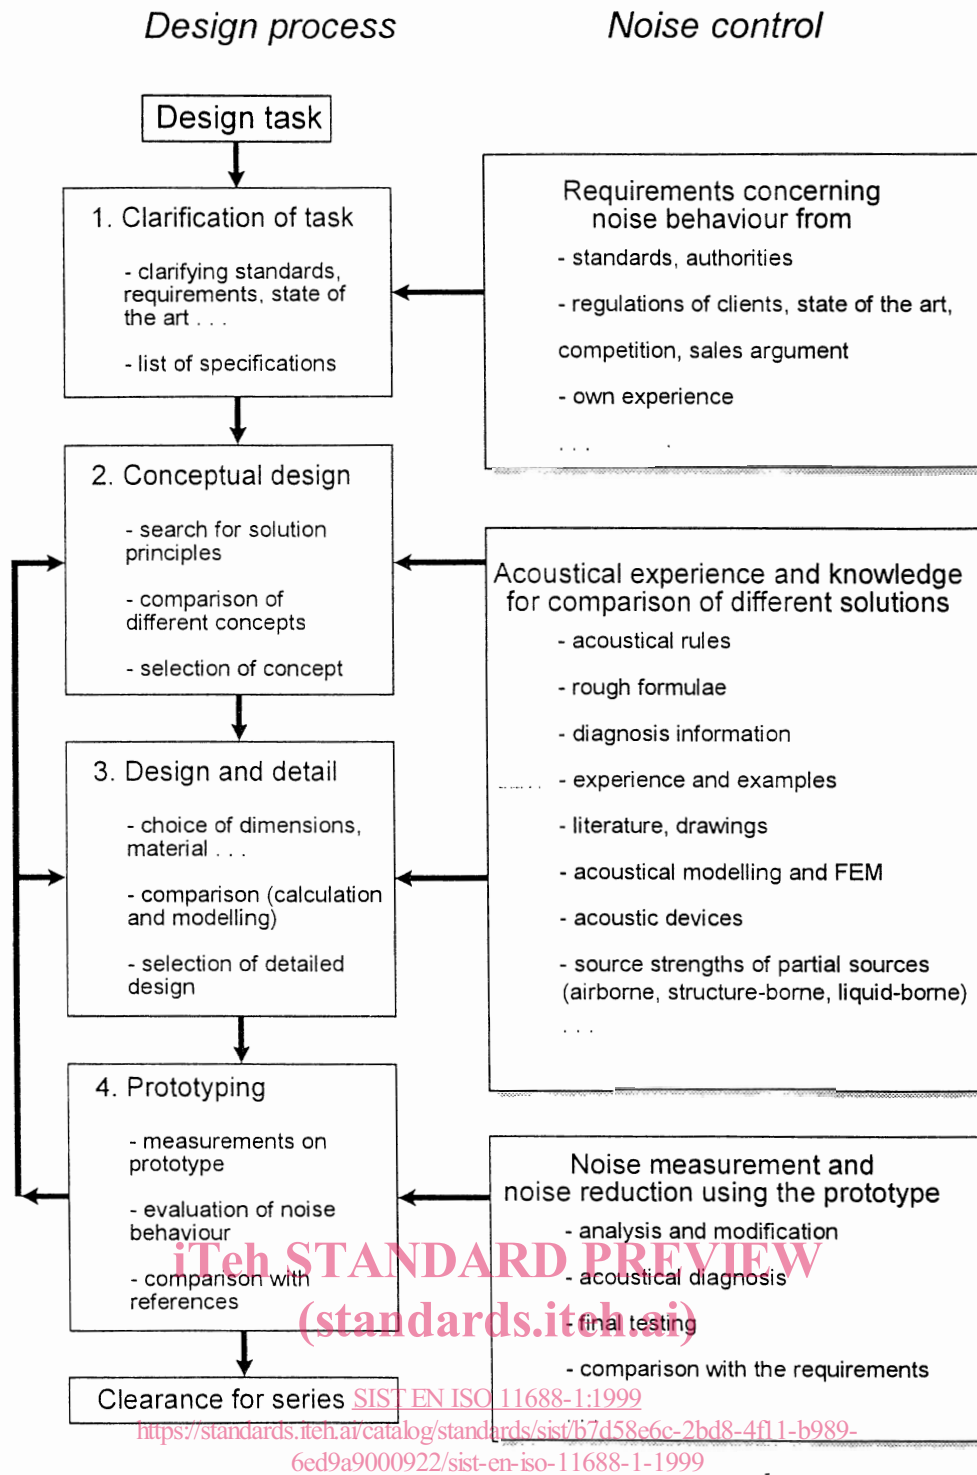 Design process
Noise control
Design task
1. Clarification of task
- clarifying standards,
requirements, state of
the art . . .
- list of specifications
Requirements concerning
noise behaviour from
- standards, authorities
- regulations of clients, state of the art,
competition, sales argument
- own experience
. . .
2. Conceptual design
- search for solution
principles
- comparison of
different concepts
- selection of concept
Acoustical experience and knowledge
for comparison of different solutions
- acoustical rules
- rough formulae
- diagnosis information
- experience and examples
- literature, drawings
- acoustical modelling and FEM
- acoustic devices
- source strengths of partial sources
(airborne, structure-borne, liquid-borne)
. . .
3. Design and detail
- choice of dimensions,
material . . .
- comparison (calculation
and modelling)
- selection of detailed
design
4. Prototyping
- measurements on
prototype
- evaluation of noise
behaviour
- comparison with
references
Noise measurement and
noise reduction using the prototype
- analysis and modification
- acoustical diagnosis
- final testing
- comparison with the requirements
. . .
Clearance for series
iTeh STANDARD PREVIEW
(standards.iteh.ai)
SIST EN ISO 11688-1:1999
https://standards.iteh.ai/catalog/standards/sist/b7d58e6c-2bd8-4f11-b989-
6ed9a9000922/sist-en-iso-11688-1-1999